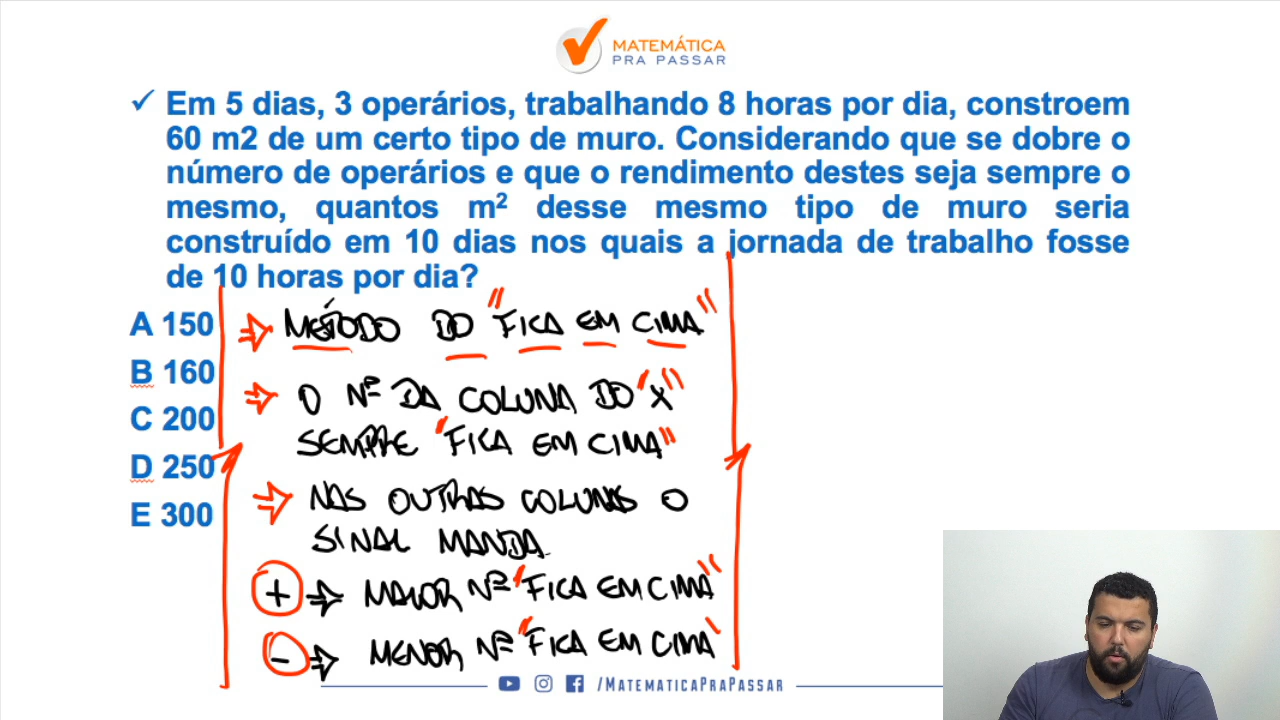 MATEMÁTICA
PRA PASSAR
✓ Em 5 dias, 3 operários, trabalhando 8 horas por dia, constroem
60 m2 de um certo tipo de muro. Considerando que se dobre o
número de operários e que o rendimento destes seja sempre o
mesmo, quantos m² desse mesmo tipo de muro seria
construído em 10 dias nos quais a jornada de trabalho fosse
de 10 horas por dia?
A 150
B 160
C 200
D 250
E 300
⇒ MÉTODO DO "FICA EM CIMA"
⇒ O Nº DA COLUNA DO "X"
SEMPRE "FICA EM CIMA"
⇒ NAS OUTRAS COLUNAS O
SINAL MANDA.
+ ⇒ MAIOR Nº "FICA EM CIMA"
- ⇒ MENOR Nº "FICA EM CIMA"
/MATEMATICAPRAPASSAR